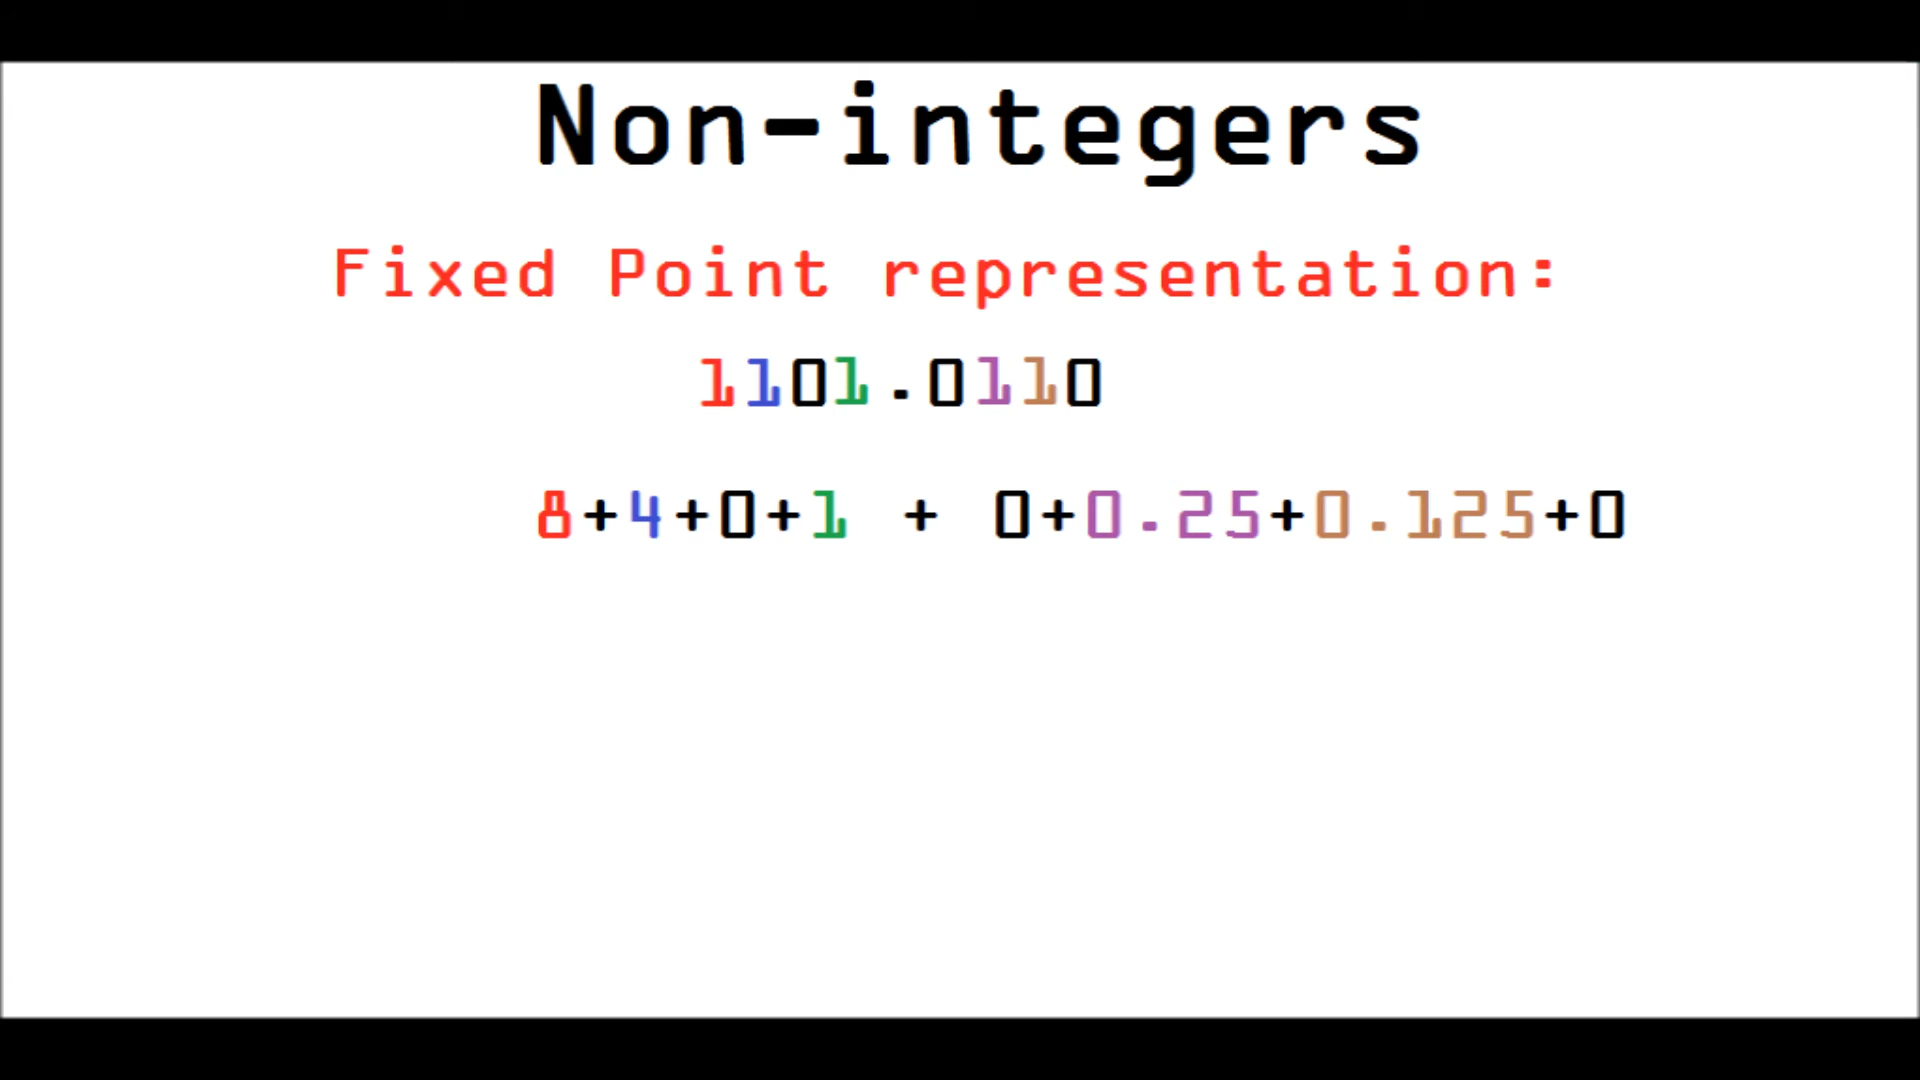 Non-integers
Fixed Point representation:
1101.0110
8+4+0+1 + 0+0.25+0.125+0